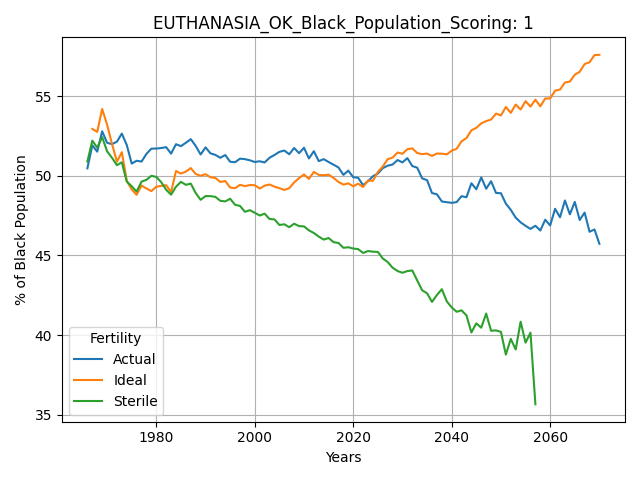 EUTHANASIA_OK_Black_Population_Scoring: 1
% of Black Population
55
50
45
40
35
Fertility
Actual
Ideal
Sterile
1980
2000
2020
2040
2060
Years